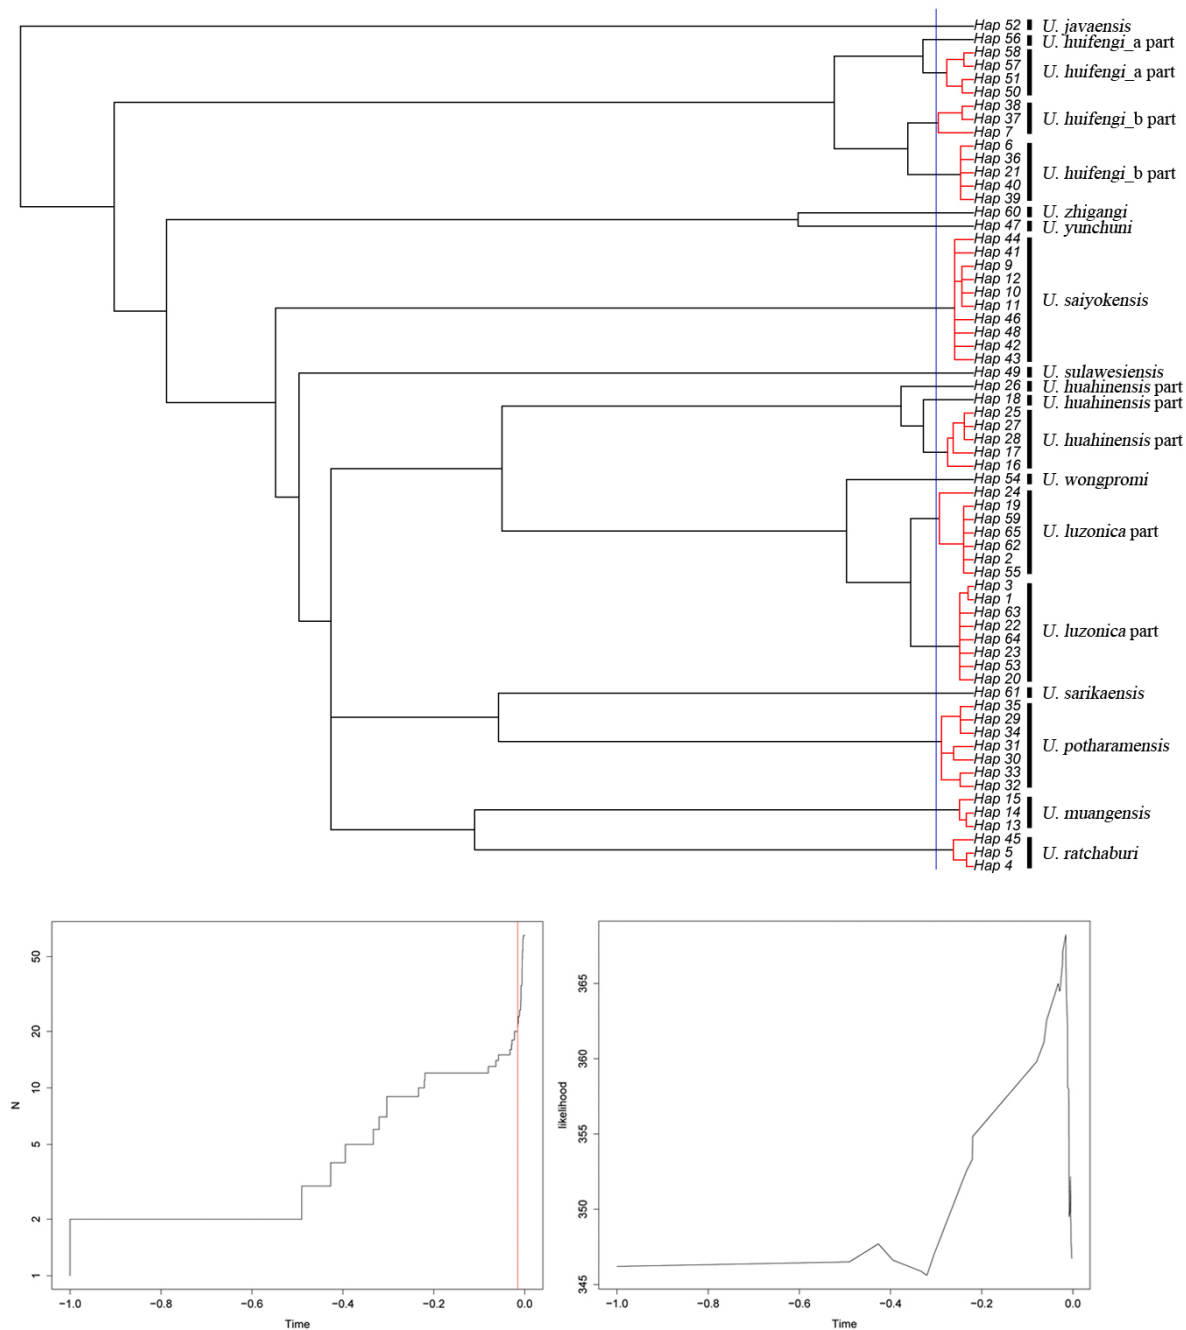 Hap 52 U. javaensis
Hap 56 U. huifengi_a part
Hap 58
Hap 57 U. huifengi_a part
Hap 51
Hap 50
Hap 38
Hap 37 U. huifengi_b part
Hap 7
Hap 6
Hap 36
Hap 21 U. huifengi_b part
Hap 40
Hap 39
Hap 60 U. zhigangi
Hap 47 U. yunchuni
Hap 44
Hap 41
Hap 9
Hap 12
Hap 10 U. saiyokensis
Hap 11
Hap 46
Hap 48
Hap 42
Hap 43
Hap 49 U. sulawesiensis
Hap 26 U. huahinensis part
Hap 18 U. huahinensis part
Hap 25
Hap 27
Hap 28 U. huahinensis part
Hap 17
Hap 16
Hap 54 U. wongpromi
Hap 24
Hap 19
Hap 59
Hap 65 U. luzonica part
Hap 62
Hap 2
Hap 55
Hap 3
Hap 1
Hap 63
Hap 22 U. luzonica part
Hap 64
Hap 23
Hap 53
Hap 20
Hap 61 U. sarikaensis
Hap 35
Hap 29
Hap 34
Hap 31 U. potharamensis
Hap 30
Hap 33
Hap 32
Hap 15
Hap 14 U. muangensis
Hap 13
Hap 45
Hap 5 U. ratchaburi
Hap 4
N
50
20
10
5
2
1
-1.0 -0.8 -0.6 -0.4 -0.2 0.0
Time
likelihood
365
360
355
350
345
-1.0 -0.8 -0.6 -0.4 -0.2 0.0
Time